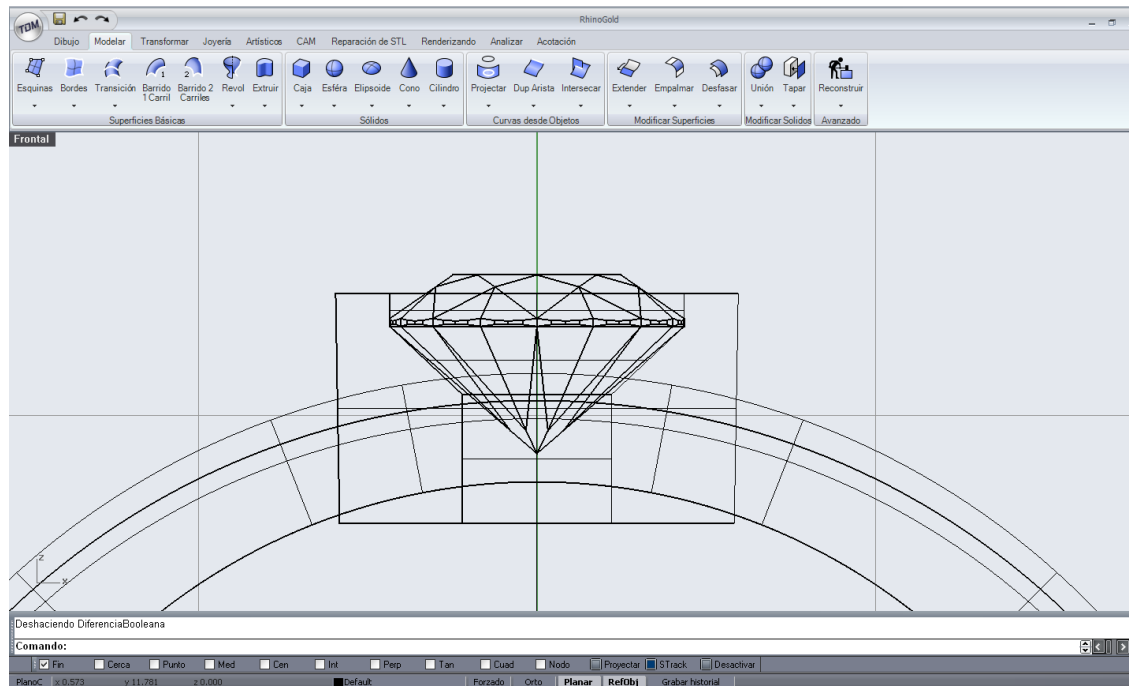 RhinoGold
TDM
Dibujo Modelar Transformar Joyería Artísticos CAM Reparación de STL Renderizando Analizar Acotación
Esquinas Bordes Transición Barrido 1 Carril Barrido 2 Carriles Revol Extruir Caja Esféra Elipsoide Cono Cilindro Projectar Dup Arista Intersecar Extender Empalmar Desfasar Unión Tapar Reconstruir
Superficies Básicas Sólidos Curvas desde Objetos Modificar Superficies Modificar Solidos Avanzado
Frontal
z
x
Deshaciendo DiferenciaBooleana
Comando:
Fin Cerca Punto Med Cen Int Perp Tan Cuad Nodo Proyectar STrack Desactivar
PlanoC x 0.573 y 11.781 z 0.000 Default Forzado Orto Planar RefObj Grabar historial